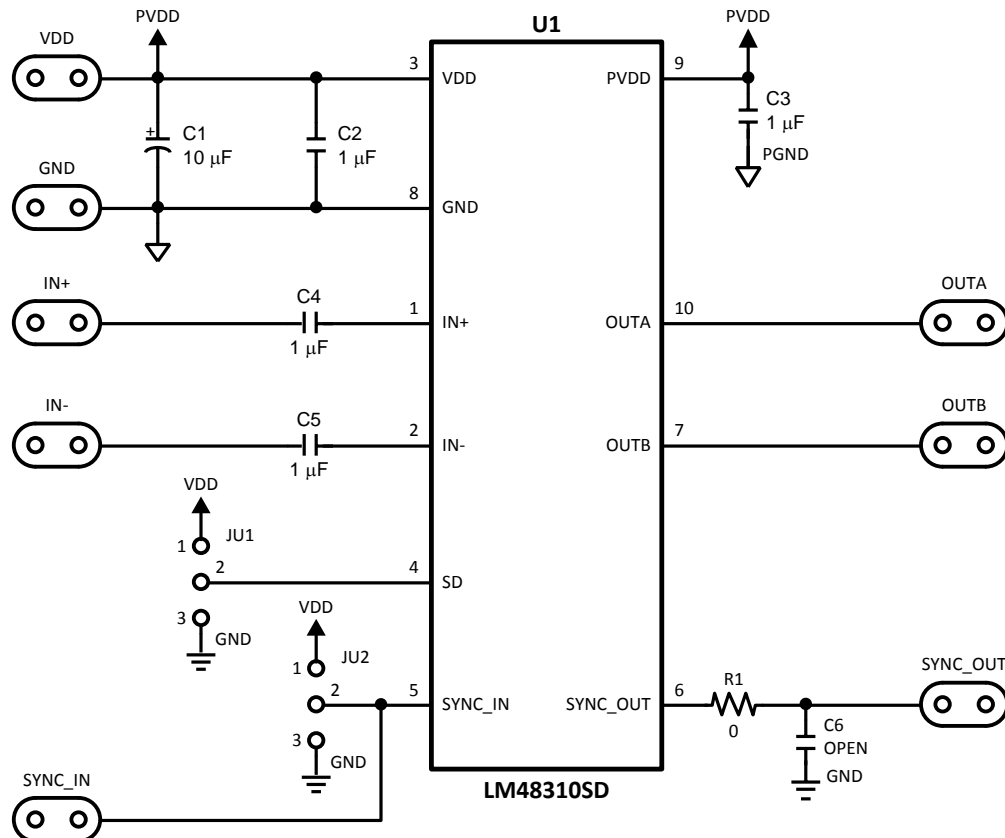 U1
PVDD
VDD
3
VDD
PVDD
9
PVDD
+
C1
10 μF
C2
1 μF
C3
1 μF
PGND
GND
8
GND
IN+
C4
1 μF
1
IN+
OUTA
10
OUTA
IN-
C5
1 μF
2
IN-
OUTB
7
OUTB
VDD
1
JU1
2
3
GND
4
SD
VDD
1
JU2
2
3
GND
5
SYNC_IN
SYNC_OUT
6
R1
0
C6
OPEN
GND
SYNC_OUT
SYNC_IN
LM48310SD